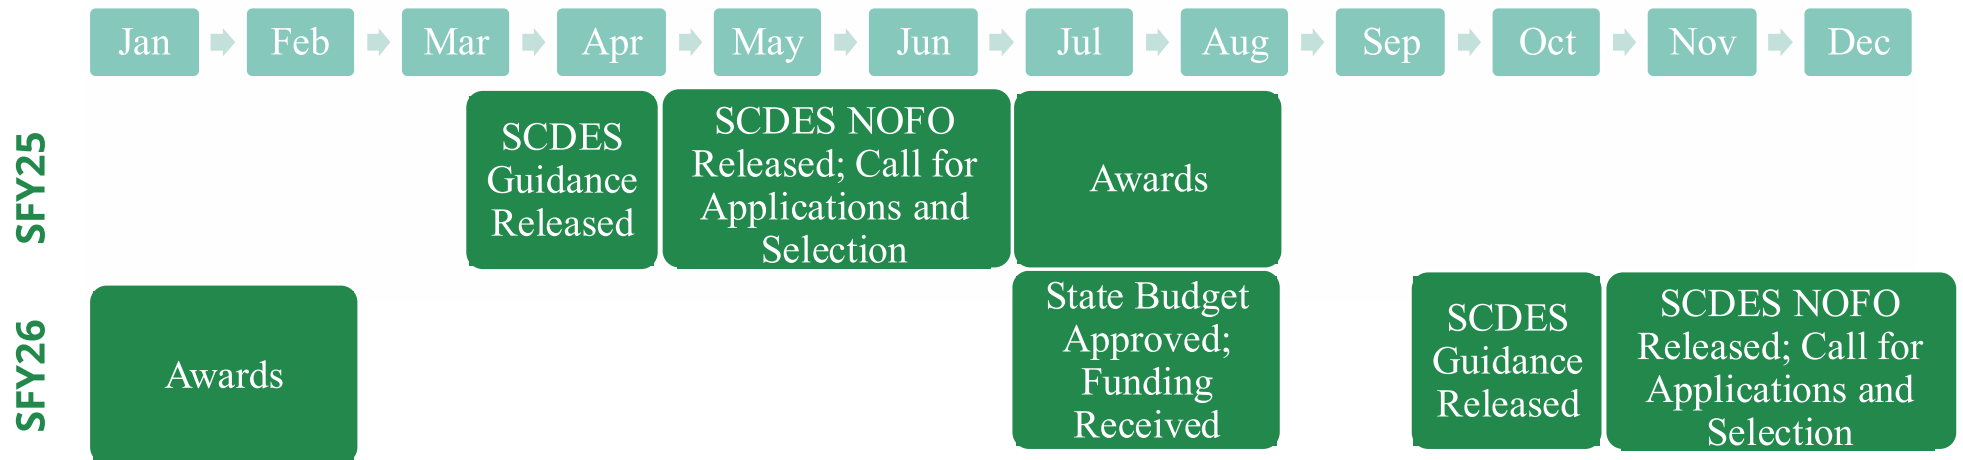 Jan
Feb
Mar
Apr
May
Jun
Jul
Aug
Sep
Oct
Nov
Dec
SFY25
SCDES
Guidance
Released
SCDES NOFO
Released; Call for
Applications and
Selection
Awards
SFY26
Awards
State Budget
Approved;
Funding
Received
SCDES
Guidance
Released
SCDES NOFO
Released; Call for
Applications and
Selection